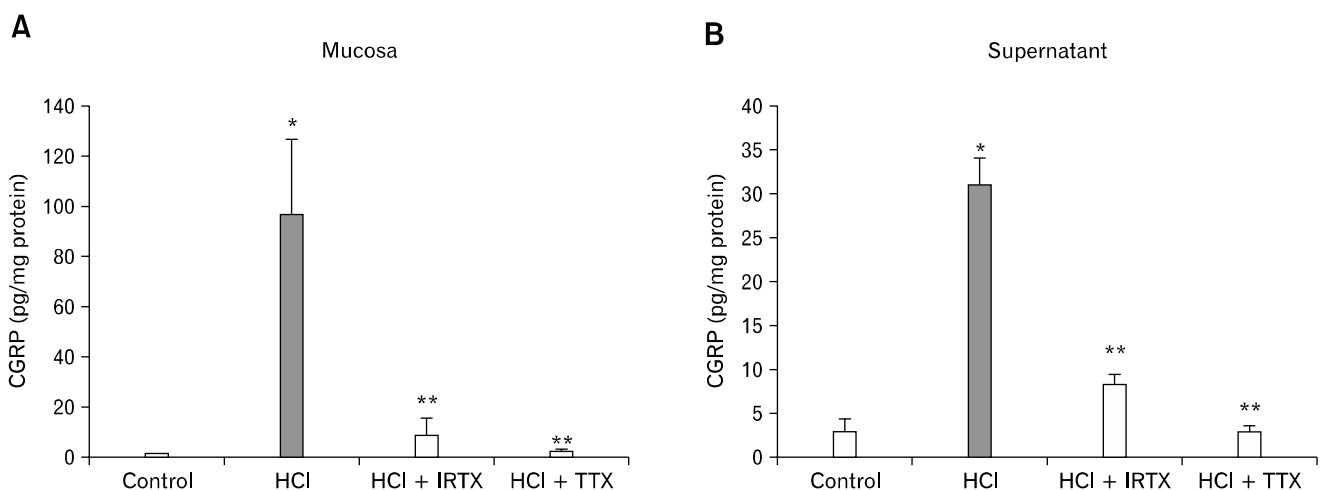 A
Mucosa
CGRP (pg/mg protein)
140
120
100
80
60
40
20
0
*
**
**
Control
HCl
HCl + IRTX
HCl + TTX
B
Supernatant
CGRP (pg/mg protein)
40
35
30
25
20
15
10
5
0
*
**
**
Control
HCl
HCl + IRTX
HCl + TTX